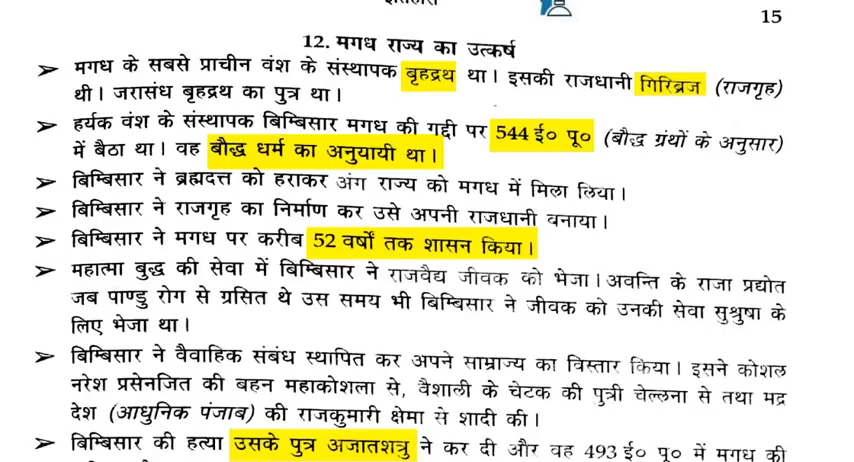 15
12. मगध राज्य का उत्कर्ष
➢ मगध के सबसे प्राचीन वंश के संस्थापक बृहद्रथ था। इसकी राजधानी गिरिब्रज (राजगृह)
थी। जरासंध बृहद्रथ का पुत्र था।
➢ हर्यक वंश के संस्थापक बिम्बिसार मगध की गद्दी पर 544 ई० पू० (बौद्ध ग्रंथों के अनुसार)
में बैठा था। वह बौद्ध धर्म का अनुयायी था।
➢ बिम्बिसार ने ब्रह्मदत्त को हराकर अंग राज्य को मगध में मिला लिया।
➢ बिम्बिसार ने राजगृह का निर्माण कर उसे अपनी राजधानी बनाया।
➢ बिम्बिसार ने मगध पर करीब 52 वर्षों तक शासन किया।
➢ महात्मा बुद्ध की सेवा में बिम्बिसार ने राजवैद्य जीवक को भेजा। अवन्ति के राजा प्रद्योत
जब पाण्डु रोग से ग्रसित थे उस समय भी बिम्बिसार ने जीवक को उनकी सेवा सुश्रुषा के
लिए भेजा था।
➢ बिम्बिसार ने वैवाहिक संबंध स्थापित कर अपने साम्राज्य का विस्तार किया। इसने कोशल
नरेश प्रसेनजित की बहन महाकोशला से, वैशाली के चेटक की पुत्री चेल्लना से तथा मद्र
देश (आधुनिक पंजाब) की राजकुमारी क्षेमा से शादी की।
➢ बिम्बिसार की हत्या उसके पुत्र अजातशत्रु ने कर दी और वह 493 ई० पू० में मगध की